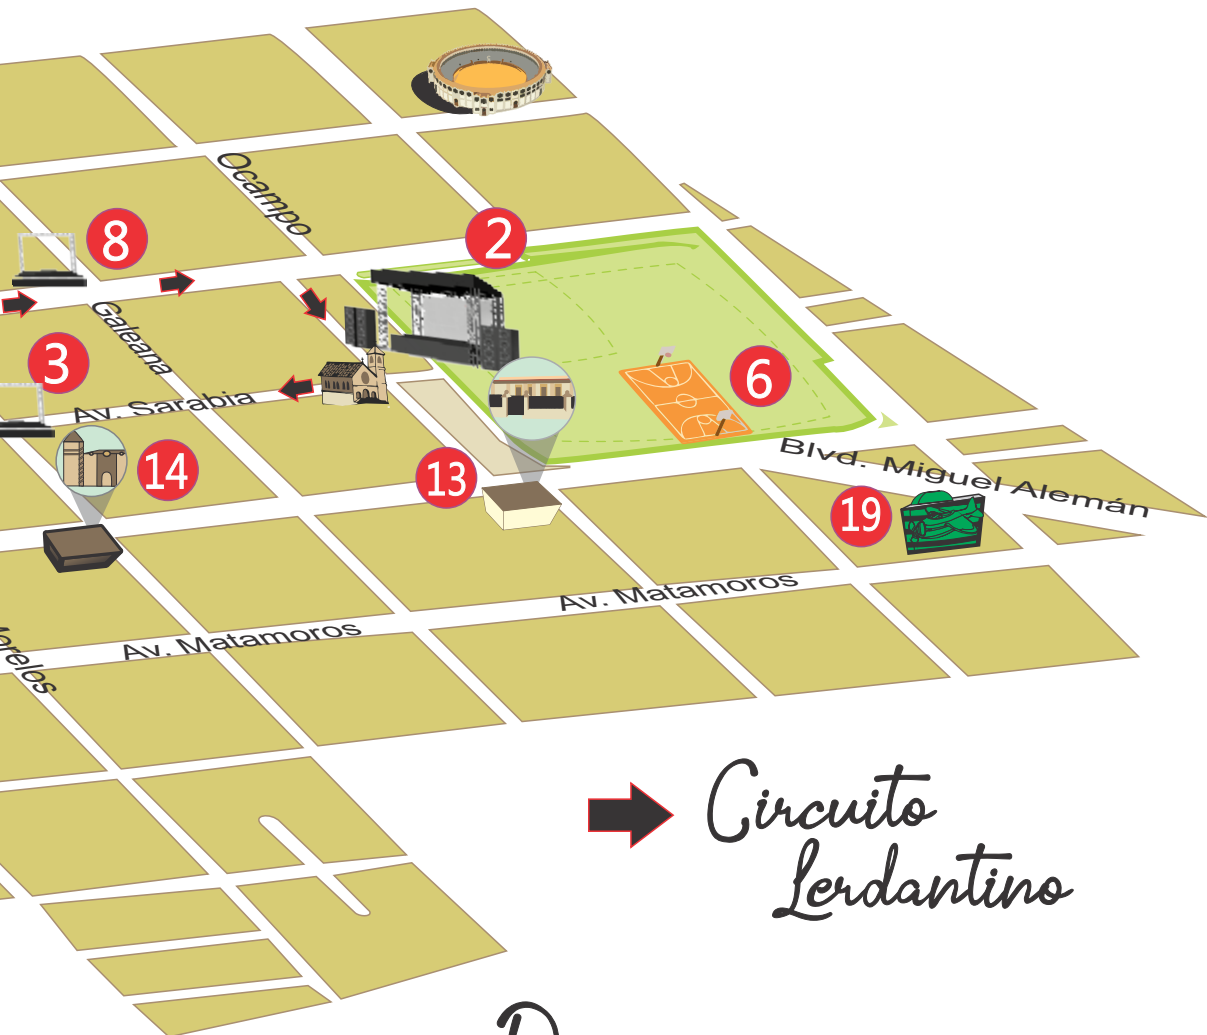 Ocampo
2
8
Galeana
3
6
Av. Sarabia
14
13
Blvd. Miguel Alemán
19
Av. Matamoros
Av. Matamoros
Circuito
Lerdantino